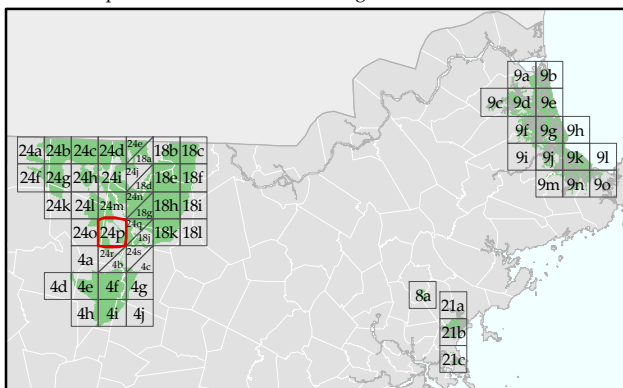 9a 9b
9c 9d 9e
9f 9g 9h
24a 24b 24c 24d 24e 18a 18b 18c
9i 9j 9k 9l
24f 24g 24h 24i 24j 18d 18e 18f
9m 9n 9o
24k 24l 24m 24n 18g 18h 18i
24o 24p 24q 18j 18k 18l
4a 24r 4b 24s 4c
4d 4e 4f 4g
8a 21a
4h 4i 4j
21b
21c